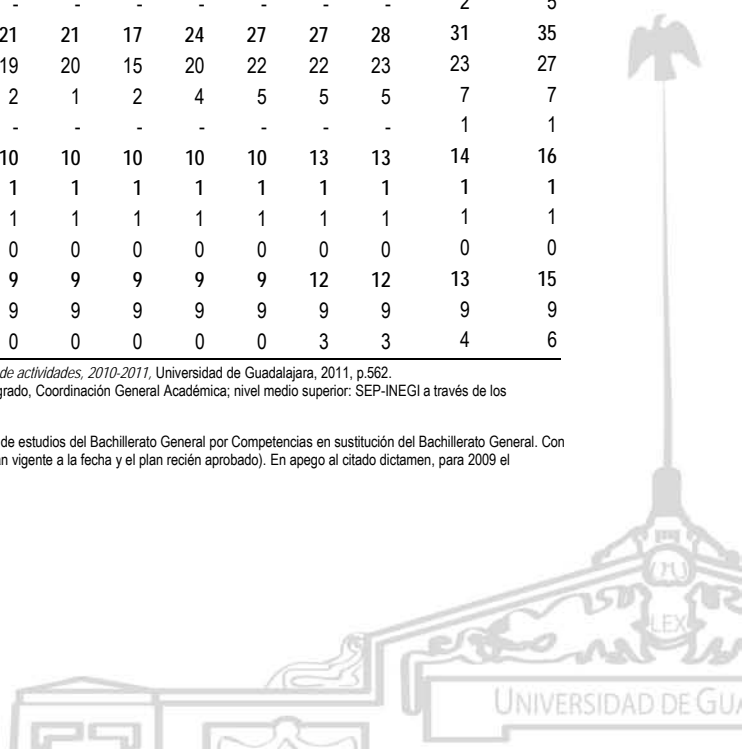 - - - - - - - 2 5
21 21 17 24 27 27 28 31 35
19 20 15 20 22 22 23 23 27
2 1 2 4 5 5 5 7 7
- - - - - - - 1 1
10 10 10 10 10 13 13 14 16
1 1 1 1 1 1 1 1 1
1 1 1 1 1 1 1 1 1
0 0 0 0 0 0 0 0 0
9 9 9 9 9 12 12 13 15
9 9 9 9 9 9 9 9 9
0 0 0 0 0 3 3 4 6
de actividades, 2010-2011, Universidad de Guadalajara, 2011, p.562.
grado, Coordinación General Académica; nivel medio superior: SEP-INEGI a través de los
de estudios del Bachillerato General por Competencias en sustitución del Bachillerato General. Con
an vigente a la fecha y el plan recién aprobado). En apego al citado dictamen, para 2009 el
LEX
UNIVERSIDAD DE GUA